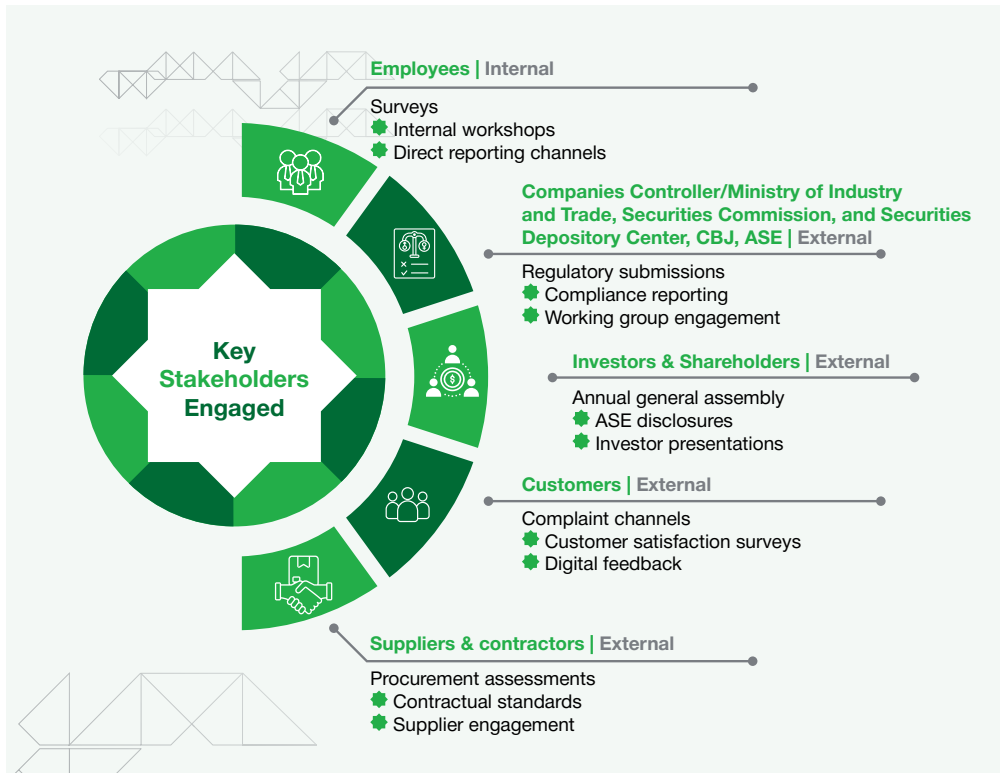 Employees | Internal
Surveys
Internal workshops
Direct reporting channels
Companies Controller/Ministry of Industry
and Trade, Securities Commission, and Securities
Depository Center, CBJ, ASE | External
Regulatory submissions
Compliance reporting
Working group engagement
Key
Stakeholders
Engaged
Investors & Shareholders | External
Annual general assembly
ASE disclosures
Investor presentations
Customers | External
Complaint channels
Customer satisfaction surveys
Digital feedback
Suppliers & contractors | External
Procurement assessments
Contractual standards
Supplier engagement